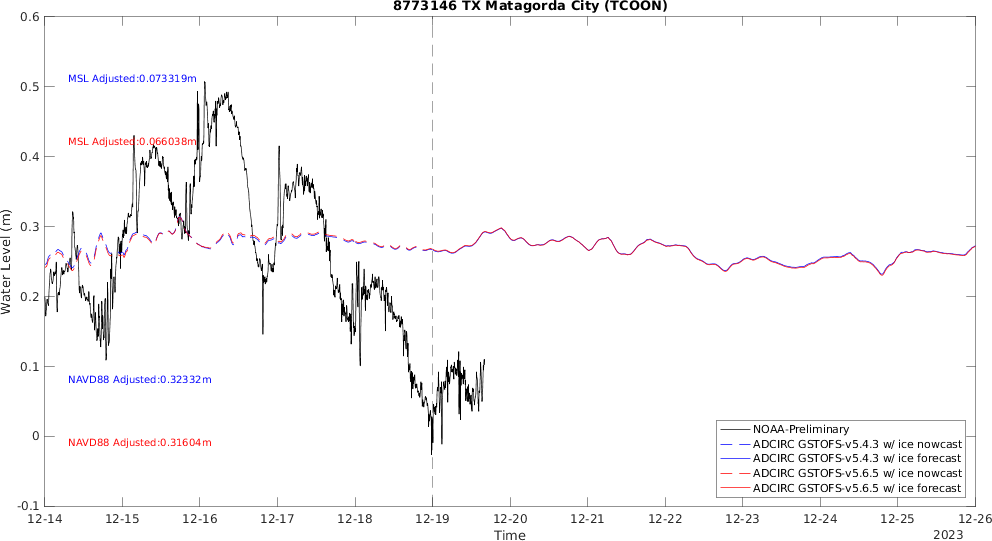 8773146 TX Matagorda City (TCOON)
0.6
0.5
0.4
0.3
0.2
0.1
0
-0.1
Water Level (m)
MSL Adjusted:0.073319m
MSL Adjusted:0.066038m
NAVD88 Adjusted:0.32332m
NAVD88 Adjusted:0.31604m
NOAA-Preliminary
ADCIRC GSTOFS-v5.4.3 w/ ice nowcast
ADCIRC GSTOFS-v5.4.3 w/ ice forecast
ADCIRC GSTOFS-v5.6.5 w/ ice nowcast
ADCIRC GSTOFS-v5.6.5 w/ ice forecast
12-14 12-15 12-16 12-17 12-18 12-19 12-20 12-21 12-22 12-23 12-24 12-25 12-26
Time
2023